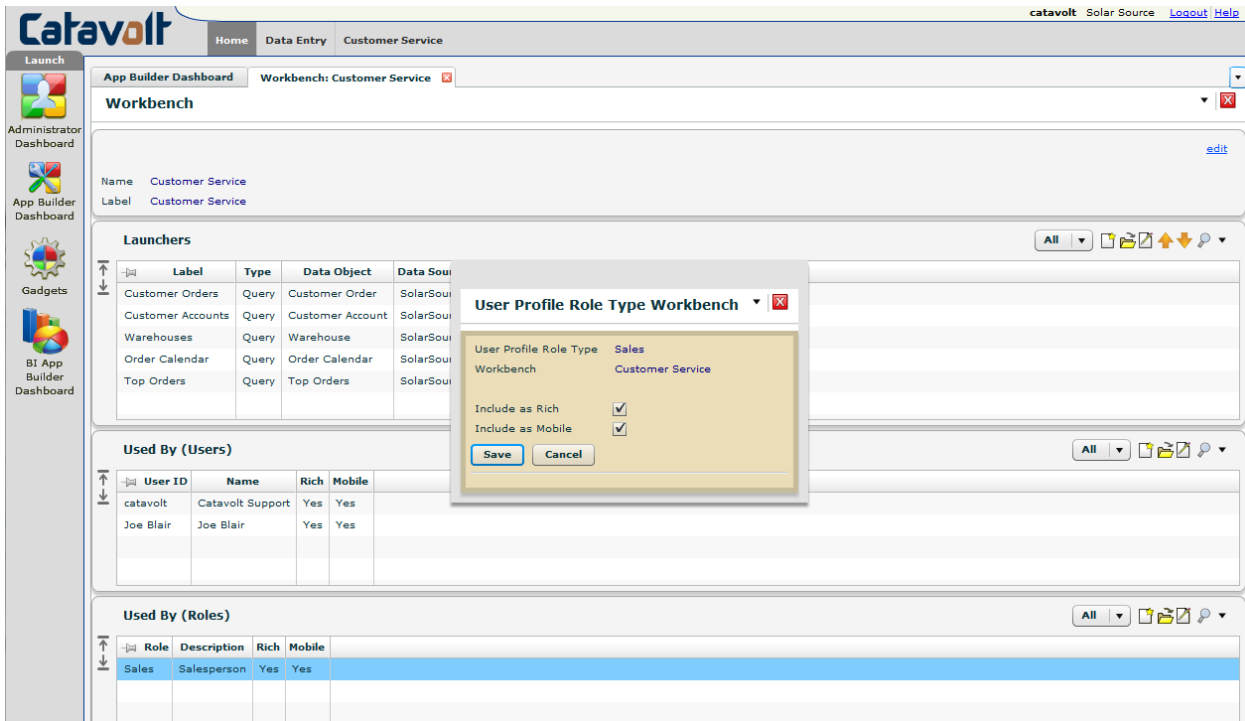 catavolt Solar Source Logout Help
Catavolt
Home Data Entry Customer Service
Launch
Administrator
Dashboard
App Builder
Dashboard
Gadgets
BI App
Builder
Dashboard
App Builder Dashboard Workbench: Customer Service
Workbench
edit
Name Customer Service
Label Customer Service
Launchers All
Label Type Data Object Data Sour
Customer Orders Query Customer Order SolarSour
Customer Accounts Query Customer Account SolarSour
Warehouses Query Warehouse SolarSour
Order Calendar Query Order Calendar SolarSour
Top Orders Query Top Orders SolarSour
User Profile Role Type Workbench
User Profile Role Type Sales
Workbench Customer Service
Include as Rich
Include as Mobile
Save Cancel
Used By (Users) All
User ID Name Rich Mobile
catavolt Catavolt Support Yes Yes
Joe Blair Joe Blair Yes Yes
Used By (Roles) All
Role Description Rich Mobile
Sales Salesperson Yes Yes